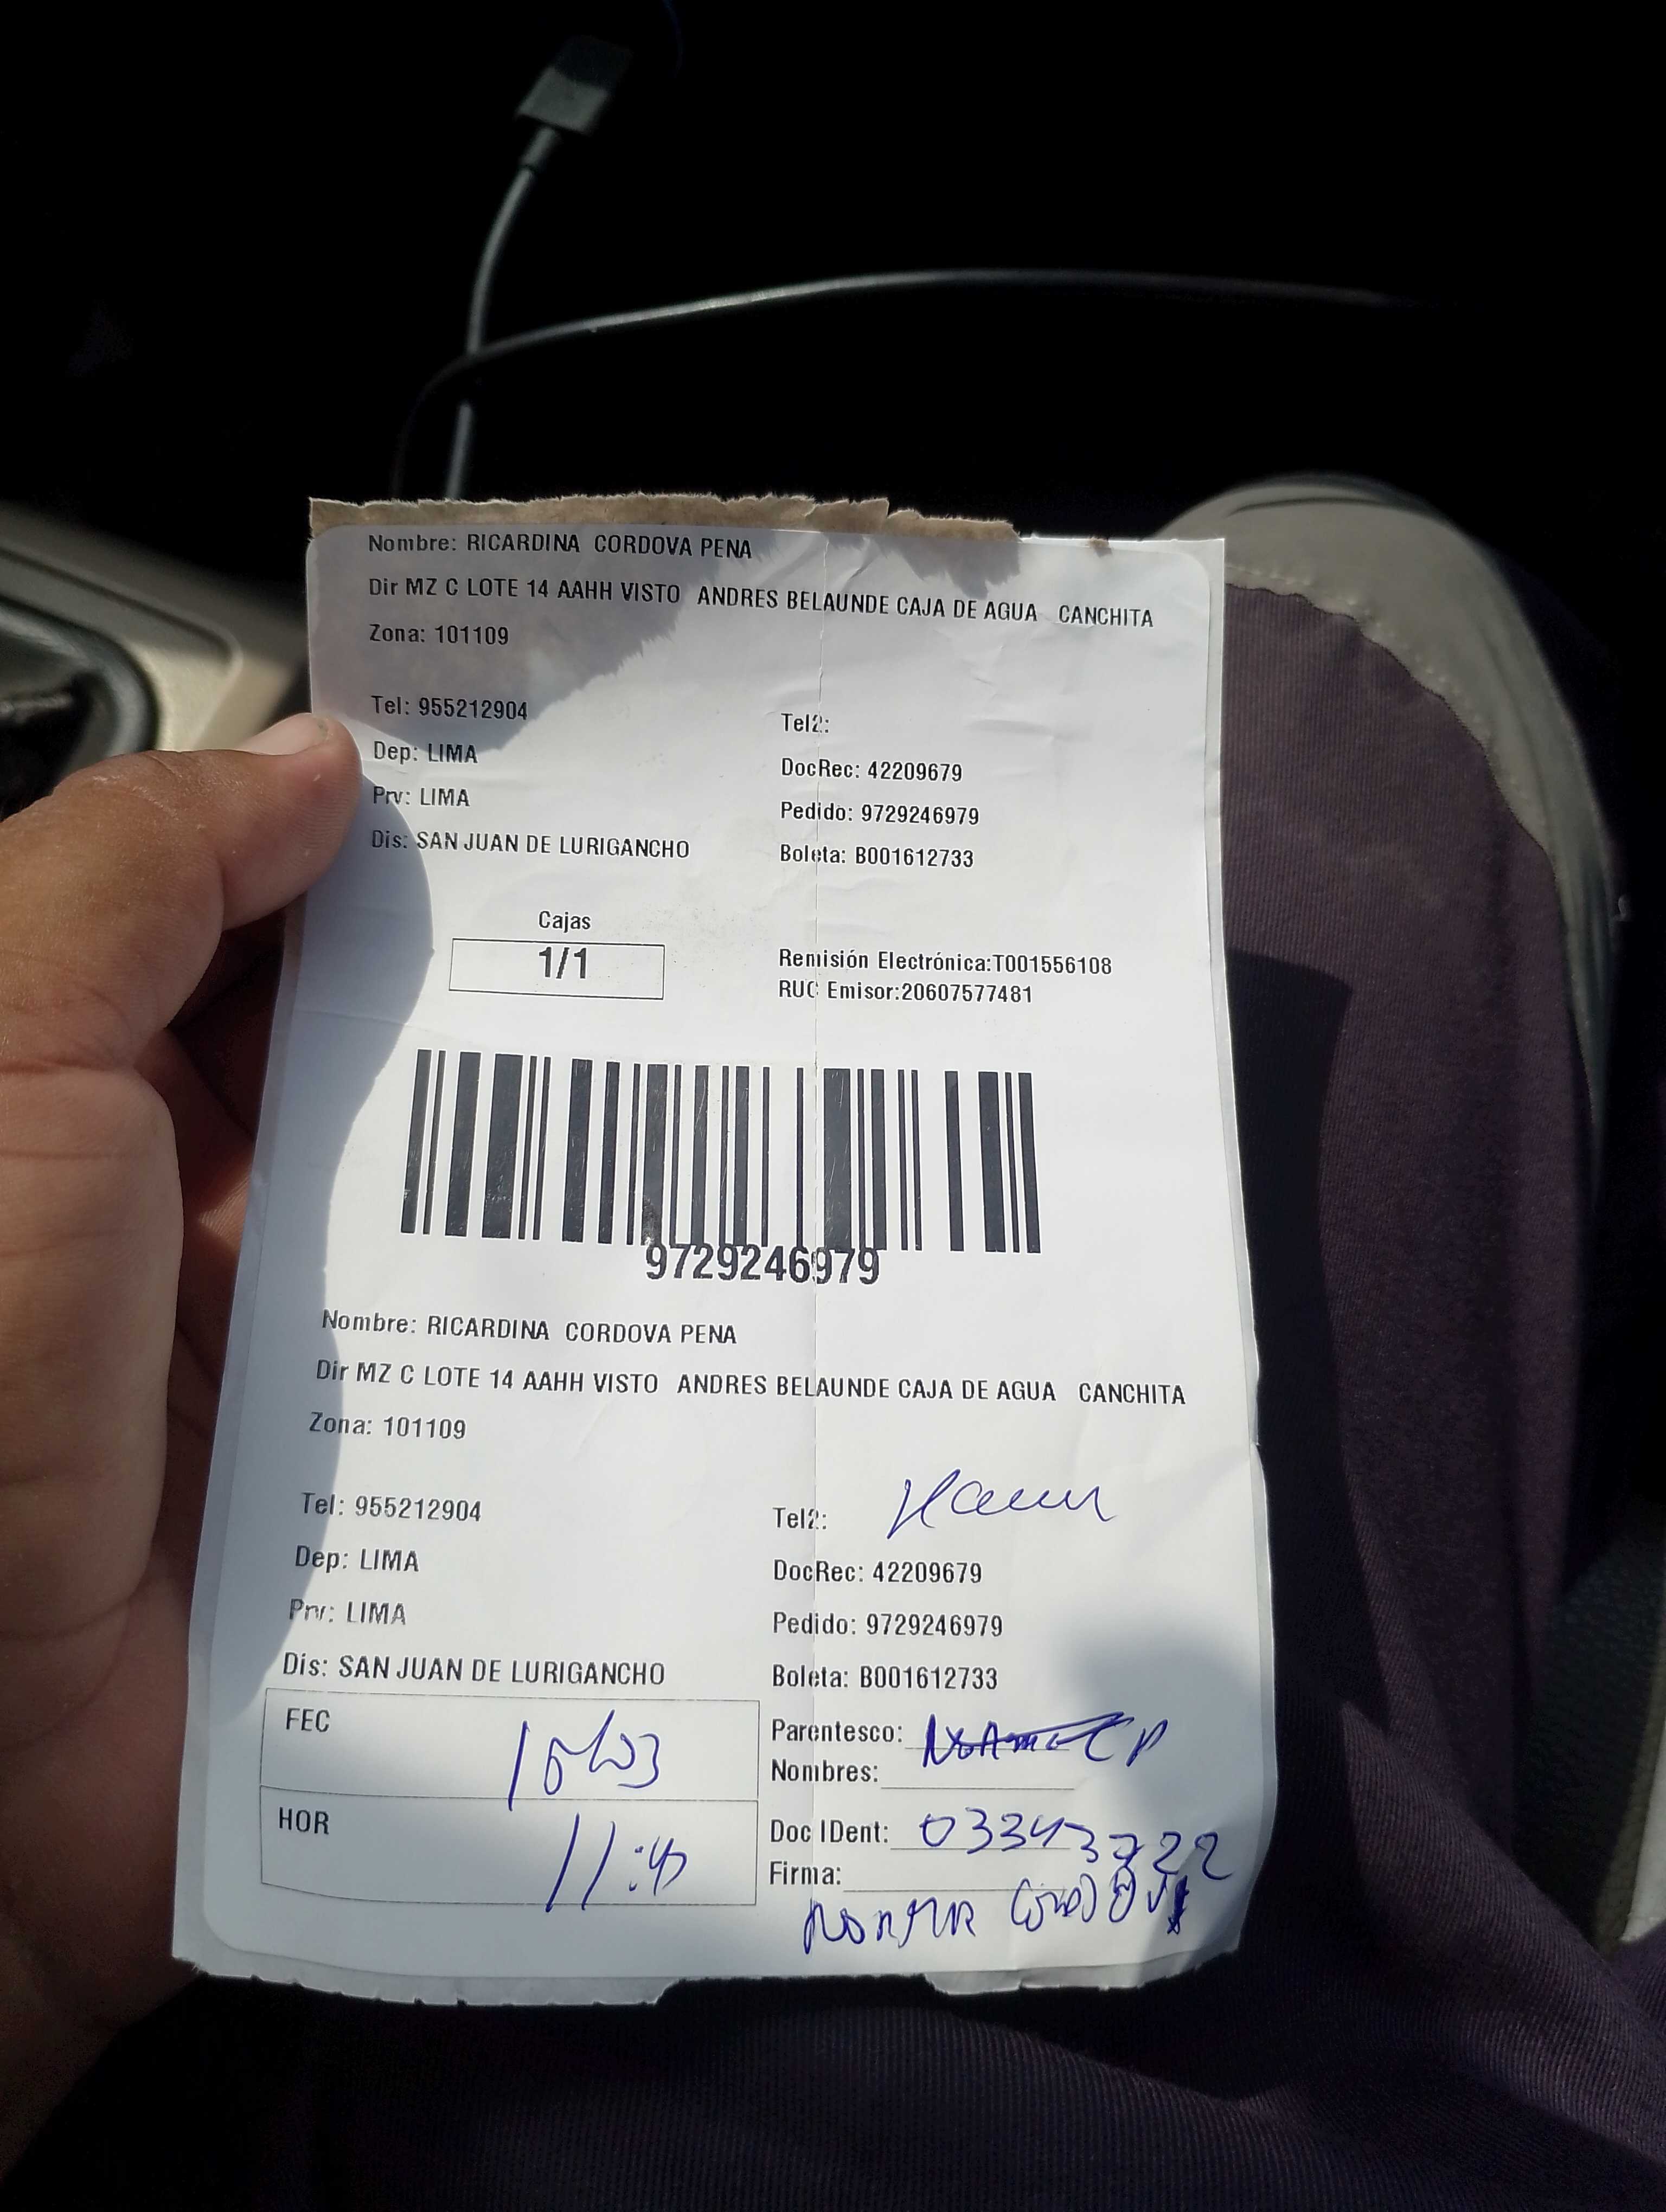 Nombre: RICARDINA CORDOVA PENA
Dir MZ C LOTE 14 AAHH VISTO ANDRES BELAUNDE CAJA DE AGUA CANCHITA
Zona: 101109
Tel: 955212904
Tel2:
Dep: LIMA
DocRec: 42209679
Prv: LIMA
Pedido: 9729246979
Dis: SAN JUAN DE LURIGANCHO
Boleta: B001612733
Cajas
1/1
Remisión Electrónica:T001556108
RUC Emisor:20607577481
9729246979
Nombre: RICARDINA CORDOVA PENA
Dir MZ C LOTE 14 AAHH VISTO ANDRES BELAUNDE CAJA DE AGUA CANCHITA
Zona: 101109
Tel: 955212904
Tel2:
Dep: LIMA
DocRec: 42209679
Prv: LIMA
Pedido: 9729246979
Dis: SAN JUAN DE LURIGANCHO
Boleta: B001612733
FEC
Parentesco:
Nombres:
HOR 11:45
Doc IDent: 03343722
Firma: